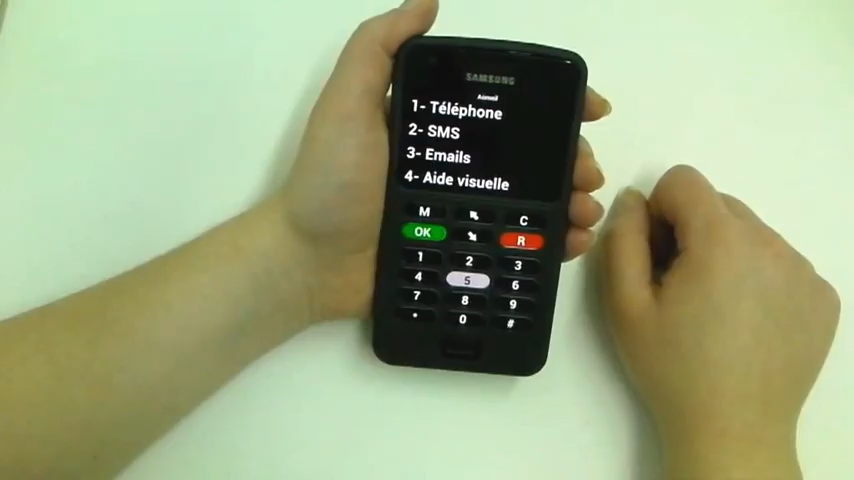 SAMSUNG
Accueil
1- Téléphone
2- SMS
3- Emails
4- Aide visuelle
M C
OK R
1 2 3
4 5 6
7 8 9
* 0 #